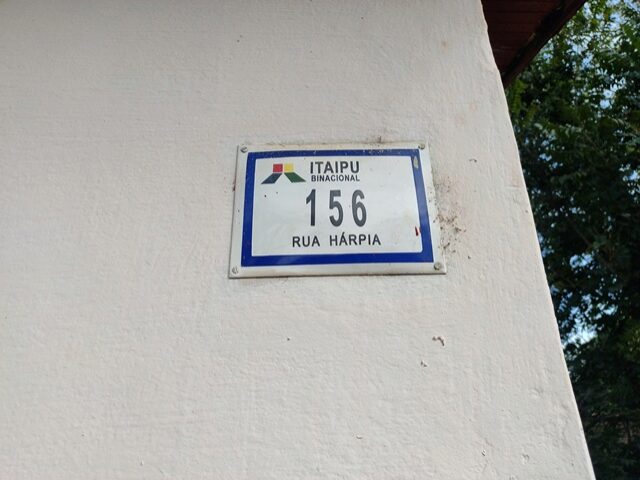 ITAIPU
BINACIONAL
156
RUA HÁRPIA